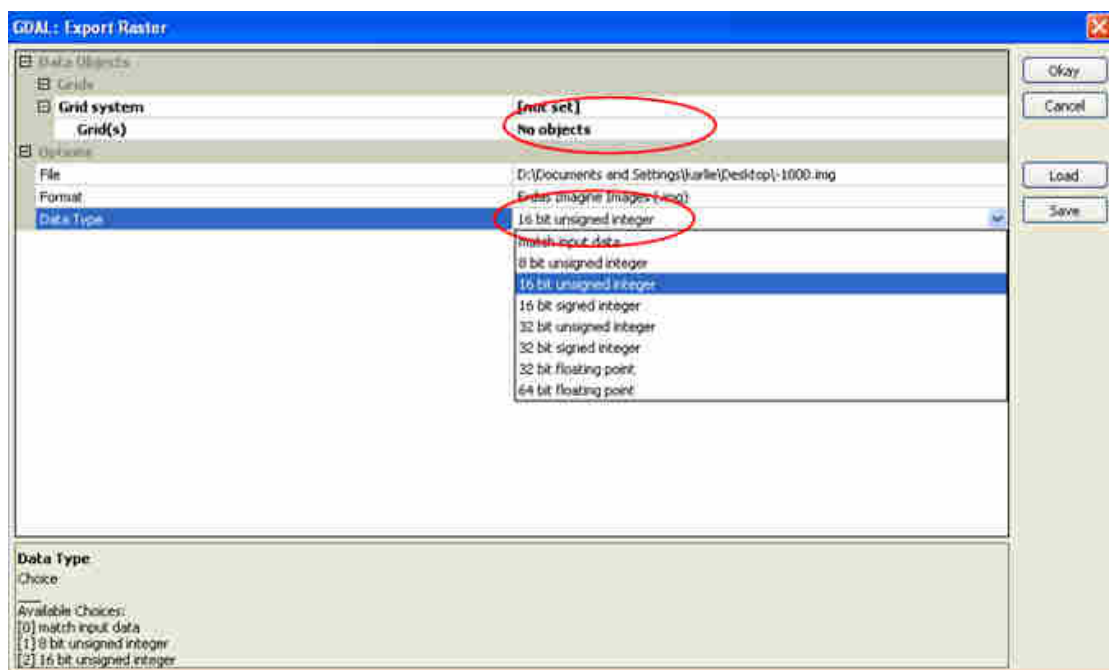 GDAL: Export Raster
Data Objects
Grids
Grid system [not set]
Grid(s) No objects
Options
File D:\Documents and Settings\karlie\Desktop\-1000.img
Format Erdas Imagine Images (.img)
Data Type 16 bit unsigned integer
match input data
8 bit unsigned integer
16 bit unsigned integer
16 bit signed integer
32 bit unsigned integer
32 bit signed integer
32 bit floating point
64 bit floating point
Okay
Cancel
Load
Save
Data Type
Choice
Available Choices:
[0] match input data
[1] 8 bit unsigned integer
[2] 16 bit unsigned integer